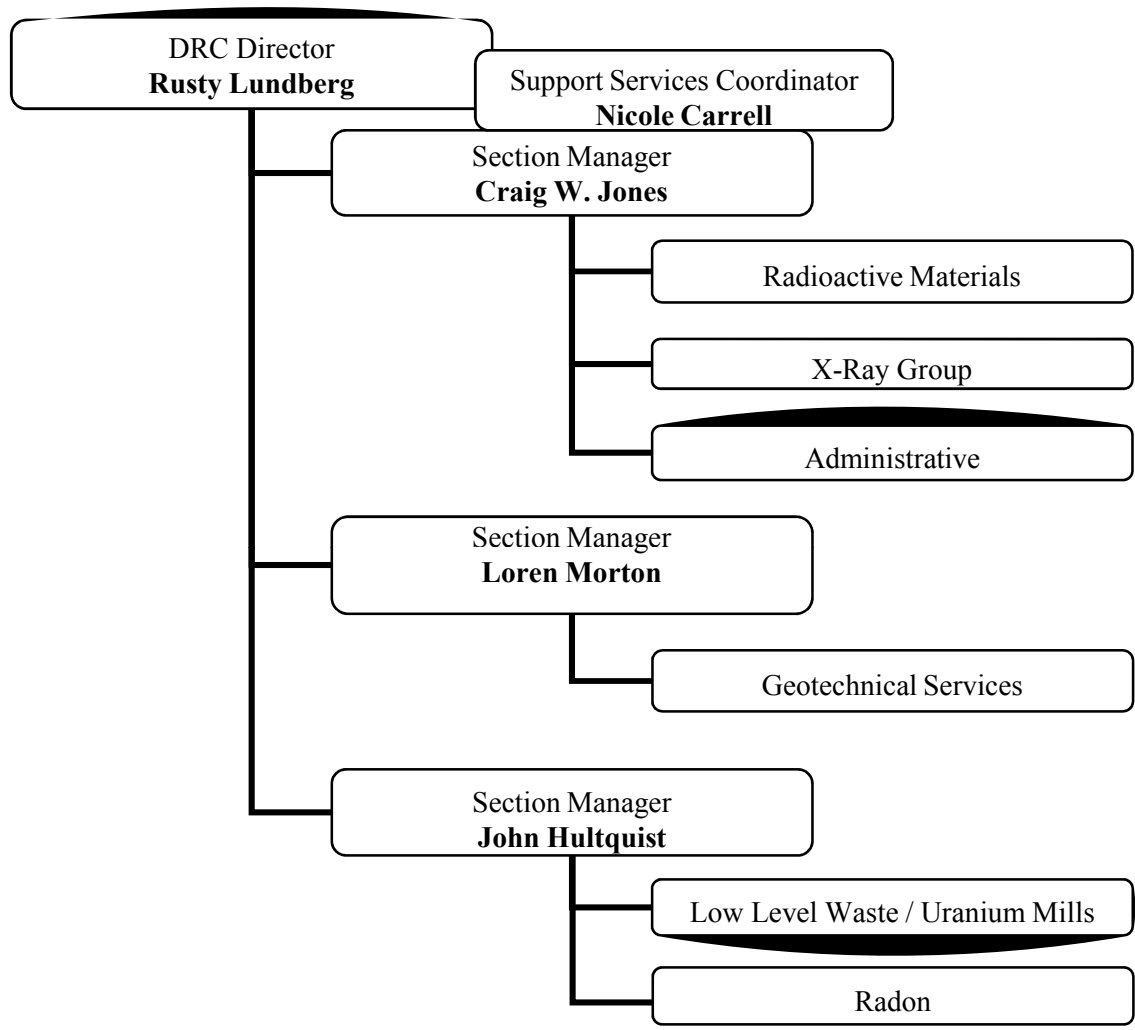 DRC Director
Rusty Lundberg
Support Services Coordinator
Nicole Carrell
Section Manager
Craig W. Jones
Radioactive Materials
X-Ray Group
Administrative
Section Manager
Loren Morton
Geotechnical Services
Section Manager
John Hultquist
Low Level Waste / Uranium Mills
Radon